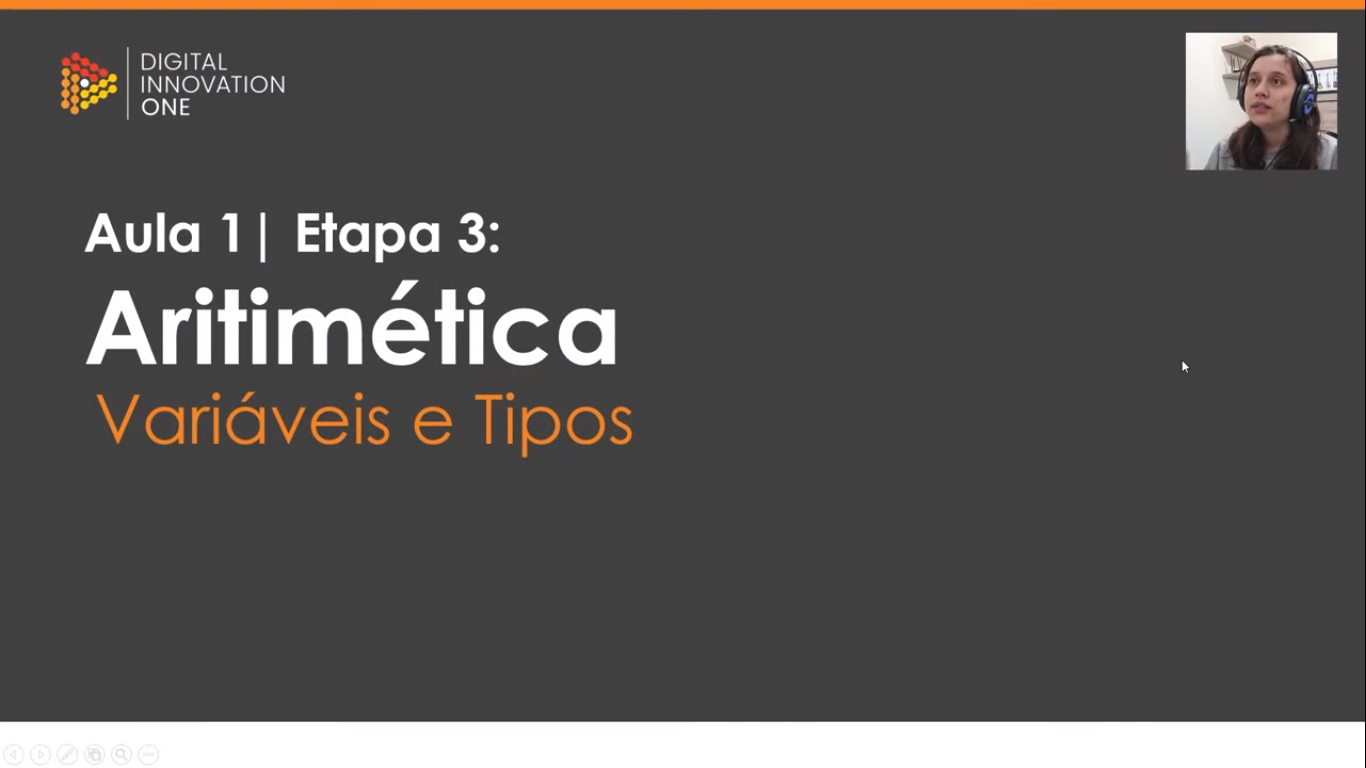 DIGITAL
INNOVATION
ONE
Aula 1| Etapa 3:
Aritimética
Variáveis e Tipos